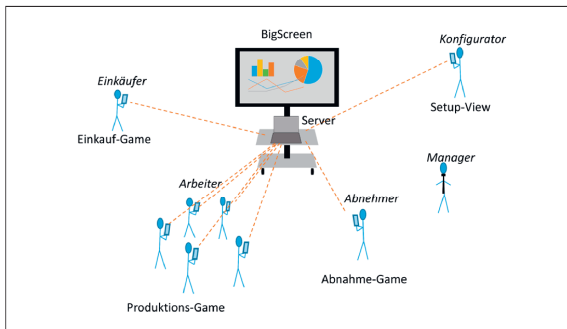 BigScreen
Konfigurator
Einkäufer
Setup-View
Server
Einkauf-Game
Manager
Arbeiter
Abnehmer
Abnahme-Game
Produktions-Game